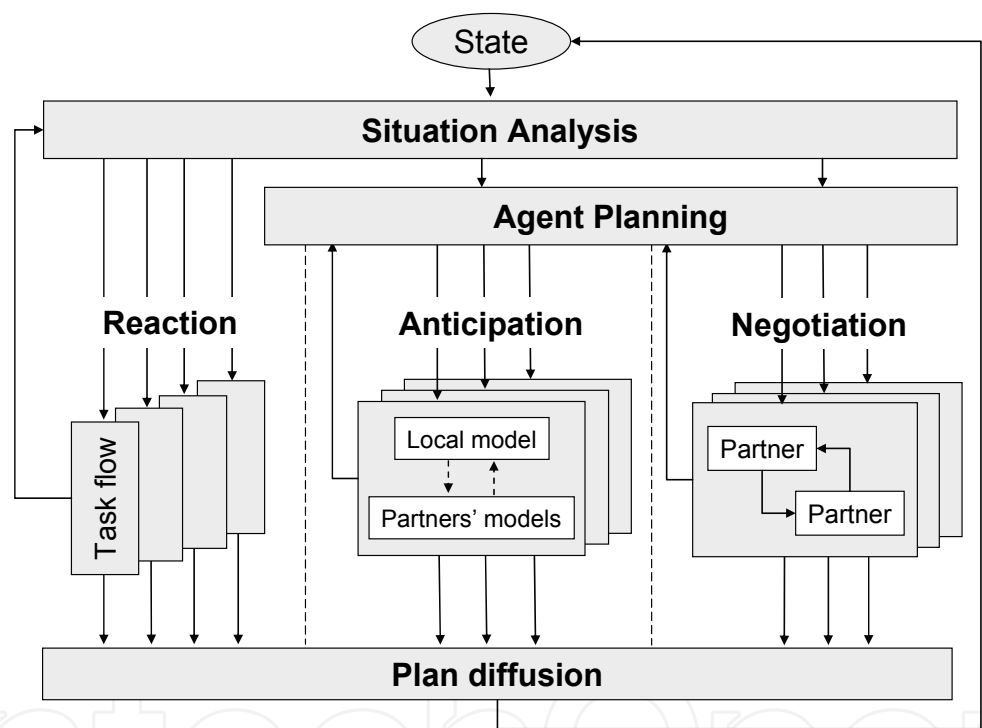 State
Situation Analysis
Agent Planning
Reaction
Anticipation
Negotiation
Task flow
Local model
Partners' models
Partner
Partner
Plan diffusion